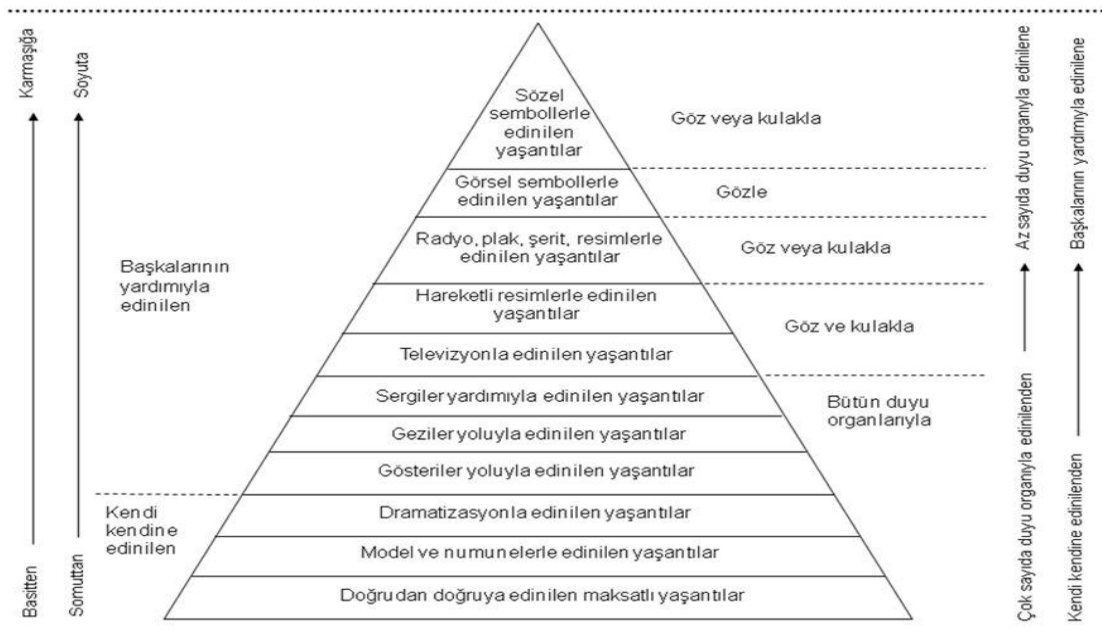 Karmaşığa
Basitten
Soyuta
Somuttan
Başkalarının
yardımıyla
edinilen
Kendi
kendine
edinilen
Sözel
sembollerle
edinilen
yaşantılar
Görsel sembollerle
edinilen yaşantılar
Radyo, plak, şerit, resimlerle
edinilen yaşantılar
Hareketli resimlerle edinilen
yaşantılar
Televizyonla edinilen yaşantılar
Sergiler yardımıyla edinilen yaşantılar
Geziler yoluyla edinilen yaşantılar
Gösteriler yoluyla edinilen yaşantılar
Dramatizasyonla edinilen yaşantılar
Model ve numunelerle edinilen yaşantılar
Doğrudan doğruya edinilen maksatlı yaşantılar
Göz veya kulakla
Gözle
Göz veya kulakla
Göz ve kulakla
Bütün duyu
organlarıyla
Az sayıda duyu organıyla edinilene
Çok sayıda duyu organıyla edinilenden
Başkalarının yardımıyla edinilene
Kendi kendine edinilenden